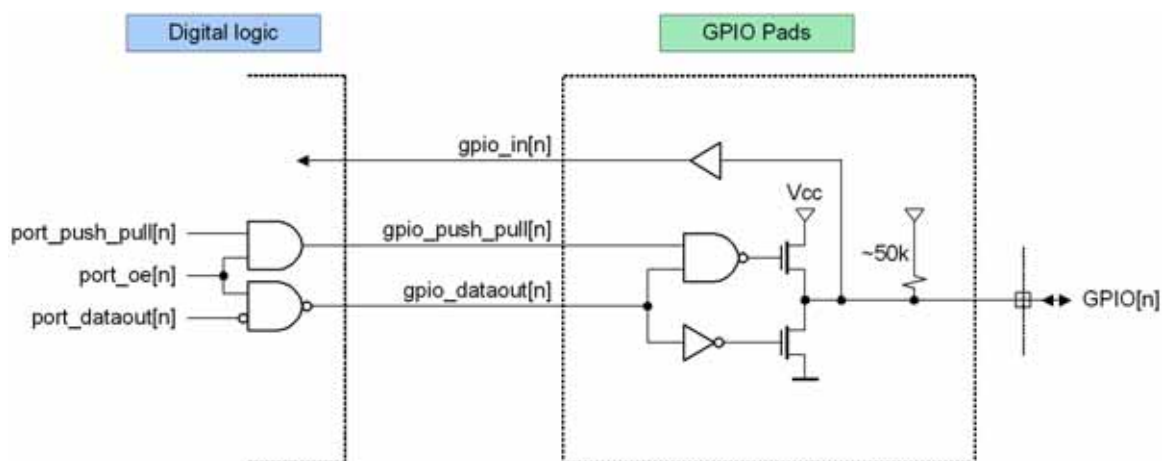 Digital logic
GPIO Pads
gpio_in[n]
Vcc
port_push_pull[n]
gpio_push_pull[n]
~50k
port_oe[n]
gpio_dataout[n]
GPIO[n]
port_dataout[n]